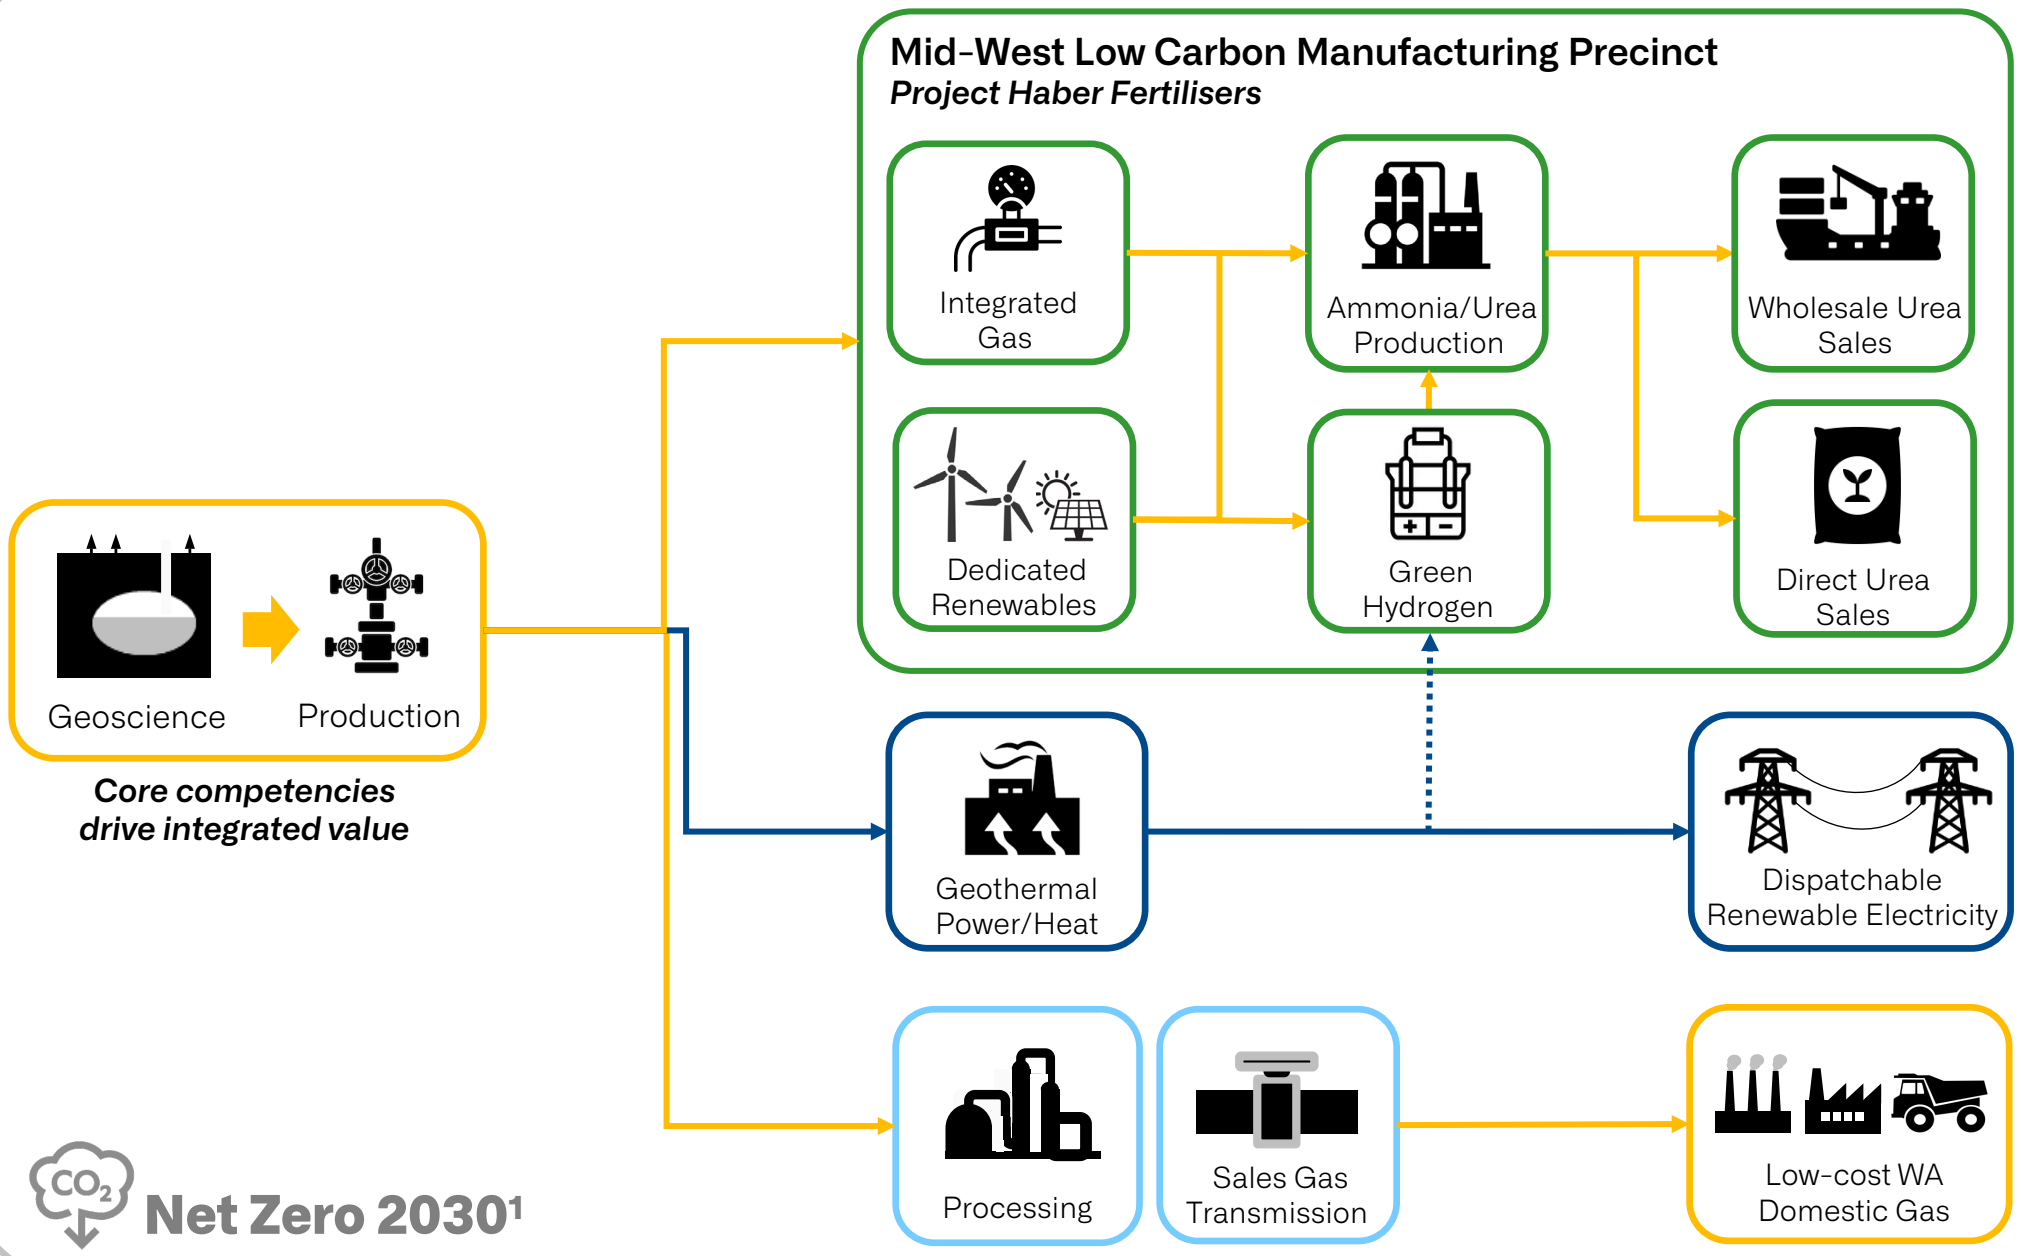 Mid-West Low Carbon Manufacturing Precinct
Project Haber Fertilisers
Integrated
Gas
Ammonia/Urea
Production
Wholesale Urea
Sales
Dedicated
Renewables
Green
Hydrogen
Direct Urea
Sales
Geoscience
Production
Core competencies
drive integrated value
Geothermal
Power/Heat
Dispatchable
Renewable Electricity
Processing
Sales Gas
Transmission
Low-cost WA
Domestic Gas
CO₂
Net Zero 2030¹